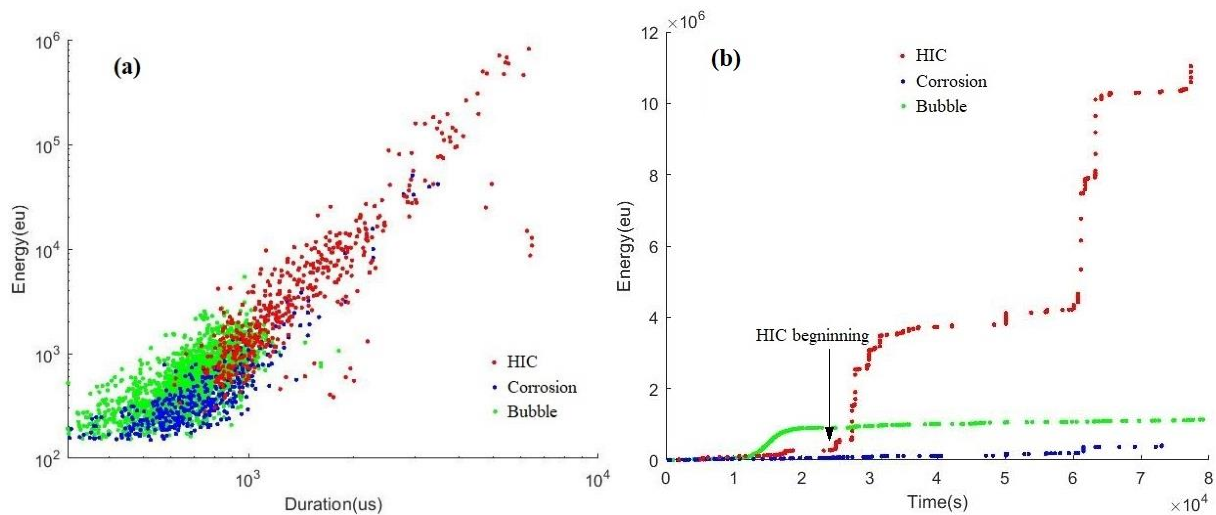 (a)
10^6
10^5
10^4
10^3
10^2
Energy(eu)
HIC
Corrosion
Bubble
10^3
10^4
Duration(us)
×10^6
(b)
12
10
8
6
4
2
0
Energy(eu)
HIC
Corrosion
Bubble
HIC begninning
0 1 2 3 4 5 6 7 8
Time(s)
×10^4